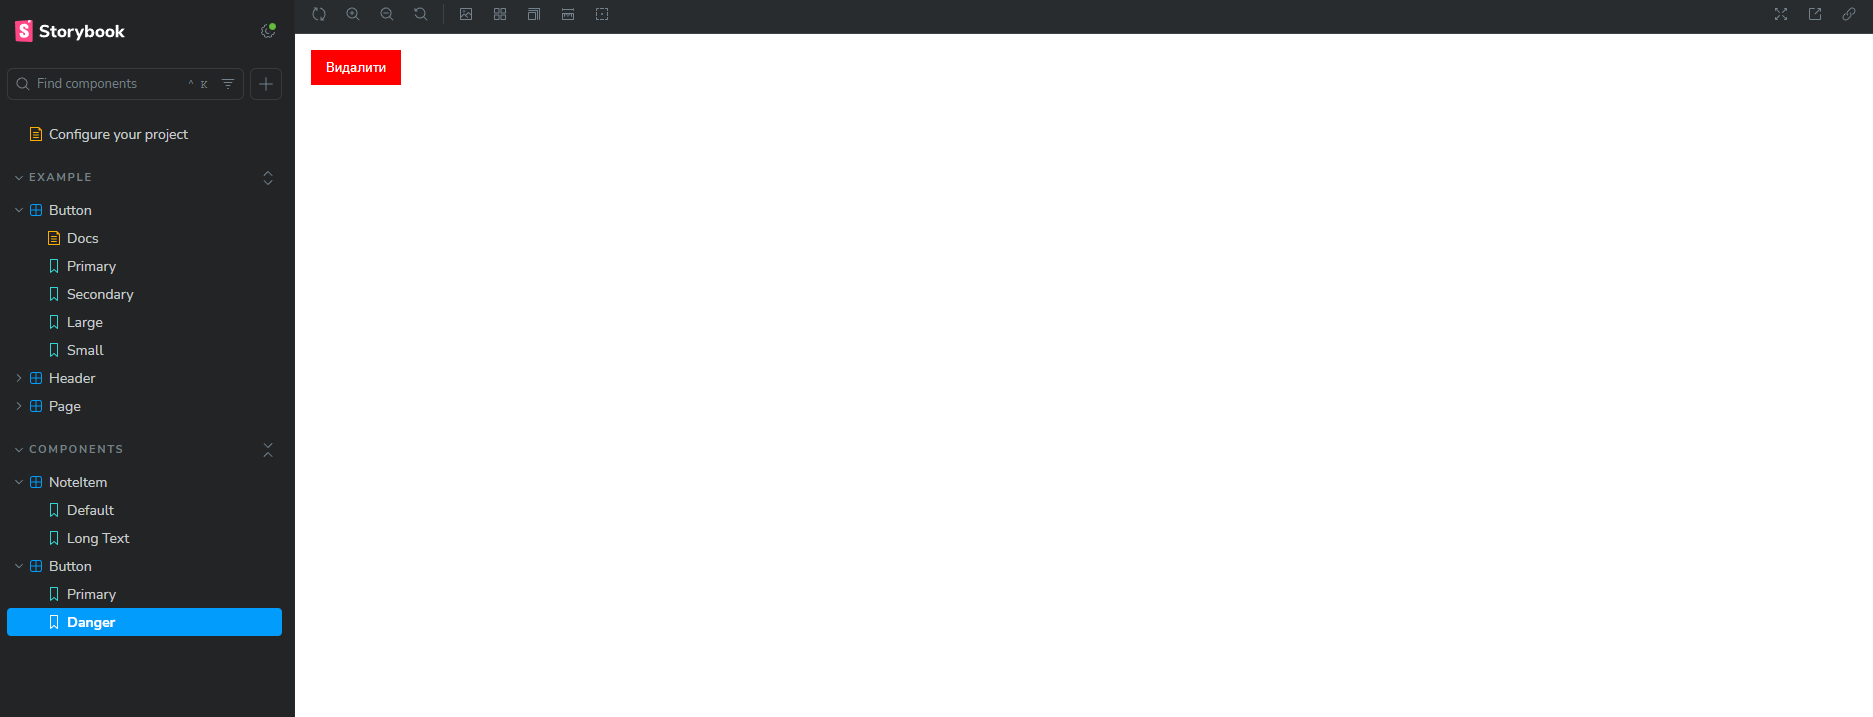 Storybook
Find components
^ K
Configure your project
EXAMPLE
Button
Docs
Primary
Secondary
Large
Small
Header
Page
COMPONENTS
NoteItem
Default
Long Text
Button
Primary
Danger
Видалити